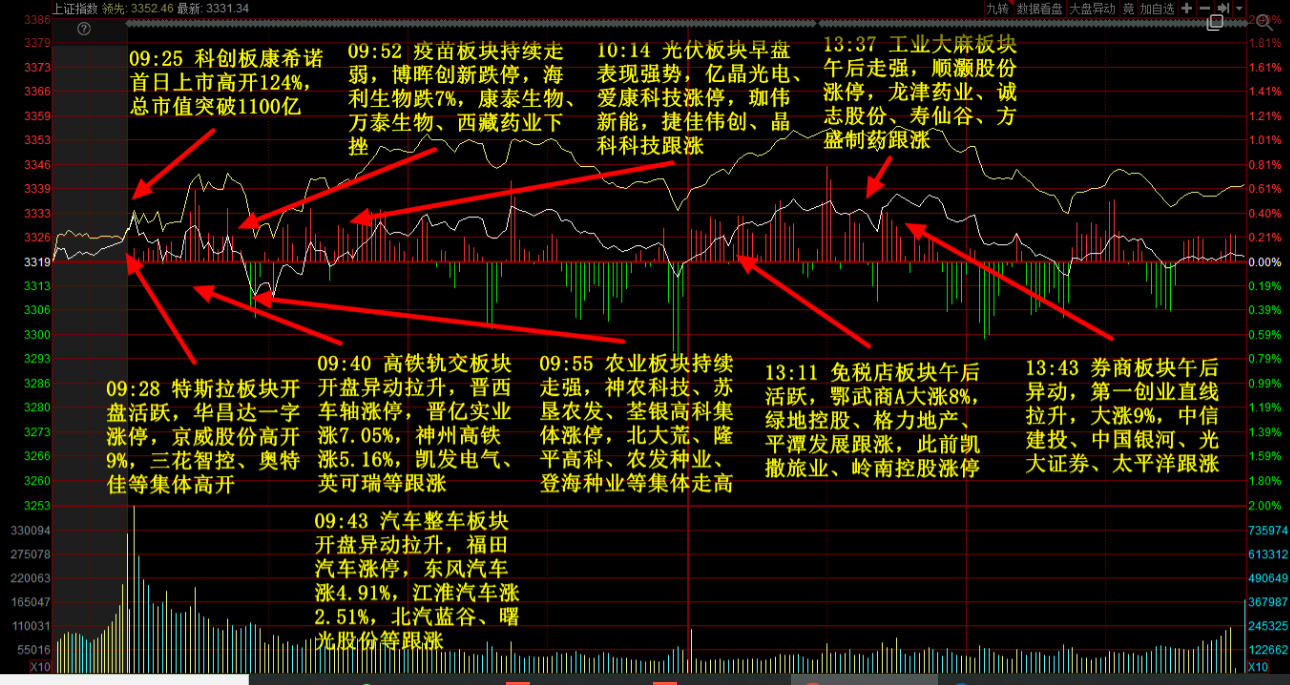 上证指数 领先: 3352.46 最新: 3331.34
九转 数据看盘 大盘异动 竞 加自选
3386
3379
3373
3366
3359
3353
3346
3339
3333
3326
3319
3313
3306
3300
3293
3286
3280
3273
3266
3260
3253
330094
275078
220063
165047
110031
55016
X10
09:25 科创板康希诺
首日上市高开124%，
总市值突破1100亿
09:52 疫苗板块持续走
弱，博晖创新跌停，海
利生物跌7%，康泰生物、
万泰生物、西藏药业下
挫
10:14 光伏板块早盘
表现强势，亿晶光电、
爱康科技涨停，珈伟
新能，捷佳伟创、晶
科科技跟涨
13:37 工业大麻板块
午后走强，顺灏股份
涨停，龙津药业、诚
志股份、寿仙谷、方
盛制药跟涨
09:28 特斯拉板块开
盘活跃，华昌达一字
涨停，京威股份高开
9%，三花智控、奥特
佳等集体高开
09:40 高铁轨交板块
开盘异动拉升，晋西
车轴涨停，晋亿实业
涨7.05%，神州高铁
涨5.16%，凯发电气、
英可瑞等跟涨
09:55 农业板块持续
走强，神农科技、苏
垦农发、荃银高科集
体涨停，北大荒、隆
平高科、农发种业、
登海种业等集体走高
13:11 免税店板块午后
活跃，鄂武商A大涨8%，
绿地控股、格力地产、
平潭发展跟涨，此前凯
撒旅业、岭南控股涨停
13:43 券商板块午后
异动，第一创业直线
拉升，大涨9%，中信
建投、中国银河、光
大证券、太平洋跟涨
09:43 汽车整车板块
开盘异动拉升，福田
汽车涨停，东风汽车
涨4.91%，江淮汽车涨
2.51%，北汽蓝谷、曙
光股份等跟涨
1.81%
1.61%
1.41%
1.21%
1.01%
0.81%
0.61%
0.40%
0.21%
0.00%
0.19%
0.39%
0.59%
0.79%
0.99%
1.19%
1.39%
1.59%
1.80%
2.00%
735974
613312
490649
367987
245325
122662
X10